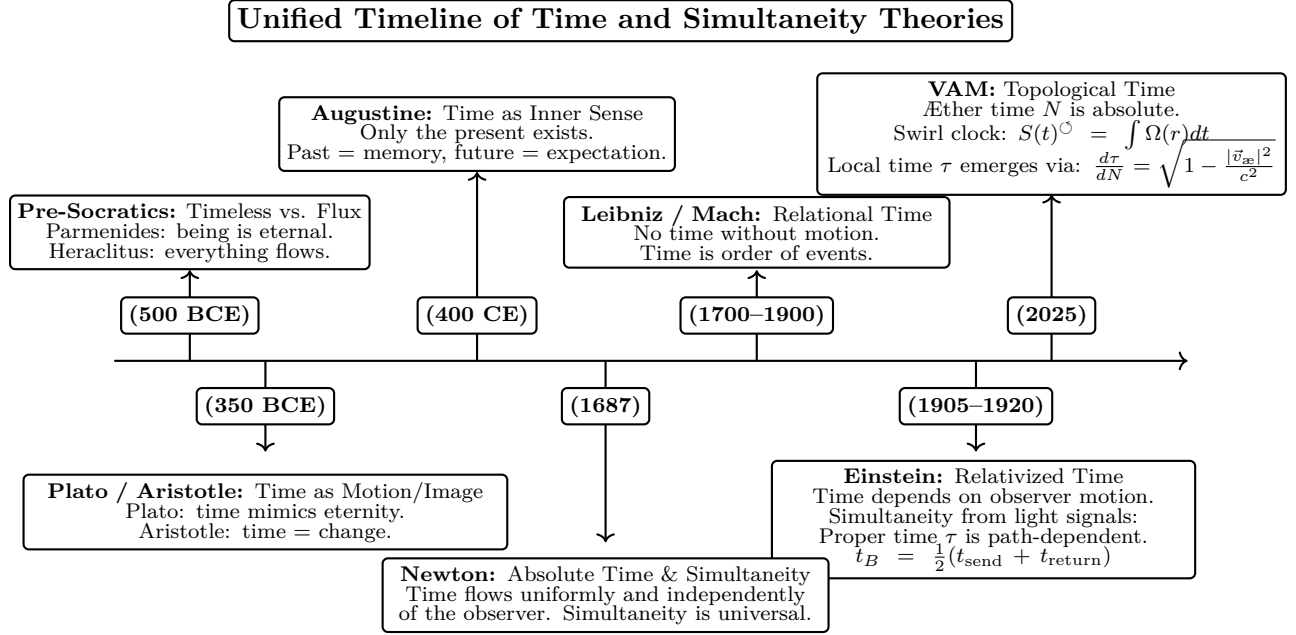 Unified Timeline of Time and Simultaneity Theories
VAM: Topological Time
Æther time N is absolute.
Swirl clock: S(t)^↺ = ∫ Ω(r)dt
Local time τ emerges via: dτ/dN = √(1 − |v⃗_æ|²/c²)
Augustine: Time as Inner Sense
Only the present exists.
Past = memory, future = expectation.
Pre-Socratics: Timeless vs. Flux
Parmenides: being is eternal.
Heraclitus: everything flows.
Leibniz / Mach: Relational Time
No time without motion.
Time is order of events.
(500 BCE)
(400 CE)
(1700–1900)
(2025)
(350 BCE)
(1687)
(1905–1920)
Plato / Aristotle: Time as Motion/Image
Plato: time mimics eternity.
Aristotle: time = change.
Einstein: Relativized Time
Time depends on observer motion.
Simultaneity from light signals:
Proper time τ is path-dependent.
t_B = ½(t_send + t_return)
Newton: Absolute Time & Simultaneity
Time flows uniformly and independently
of the observer. Simultaneity is universal.